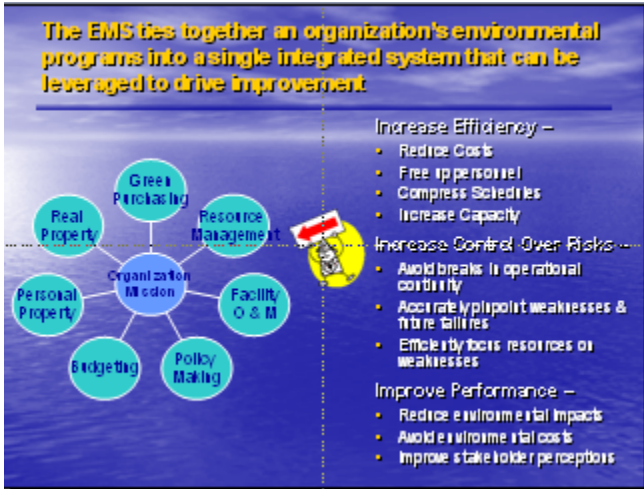 The EMS ties together an organization's environmental
programs into a single integrated system that can be
leveraged to drive improvement
Green
Purchasing
Real
Property
Resource
Management
Organization
Mission
Personal
Property
Facility
O & M
Budgeting
Policy
Making
Increase Efficiency –
• Reduce Costs
• Free up personnel
• Compress Schedules
• Increase Capacity
Increase Control Over Risks –
• Avoid breaks in operational
continuity
• Accurately pinpoint weaknesses &
future failures
• Efficiently focus resources on
weaknesses
Improve Performance –
• Reduce environmental impacts
• Avoid environmental costs
• Improve stakeholder perceptions